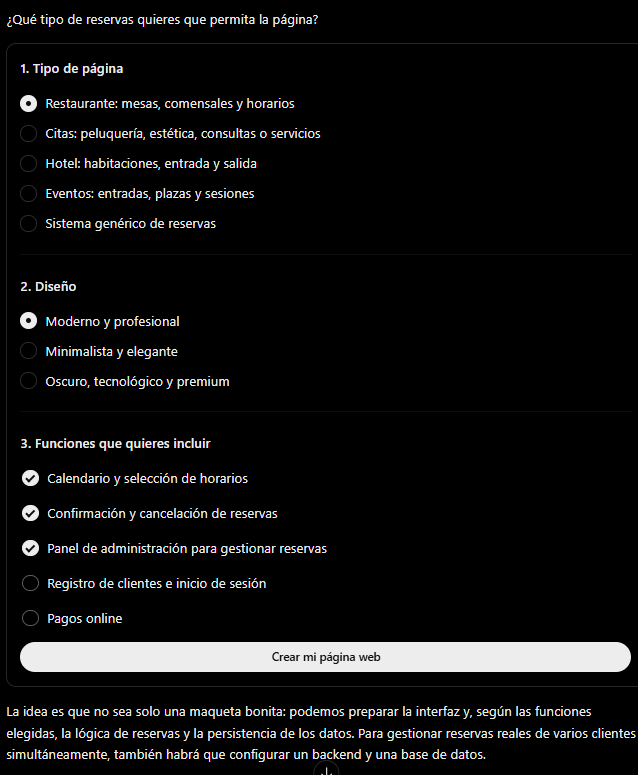 ¿Qué tipo de reservas quieres que permita la página?
1. Tipo de página
Restaurante: mesas, comensales y horarios
Citas: peluquería, estética, consultas o servicios
Hotel: habitaciones, entrada y salida
Eventos: entradas, plazas y sesiones
Sistema genérico de reservas
2. Diseño
Moderno y profesional
Minimalista y elegante
Oscuro, tecnológico y premium
3. Funciones que quieres incluir
Calendario y selección de horarios
Confirmación y cancelación de reservas
Panel de administración para gestionar reservas
Registro de clientes e inicio de sesión
Pagos online
Crear mi página web
La idea es que no sea solo una maqueta bonita: podemos preparar la interfaz y, según las funciones
elegidas, la lógica de reservas y la persistencia de los datos. Para gestionar reservas reales de varios clientes
simultáneamente, también habrá que configurar un backend y una base de datos.